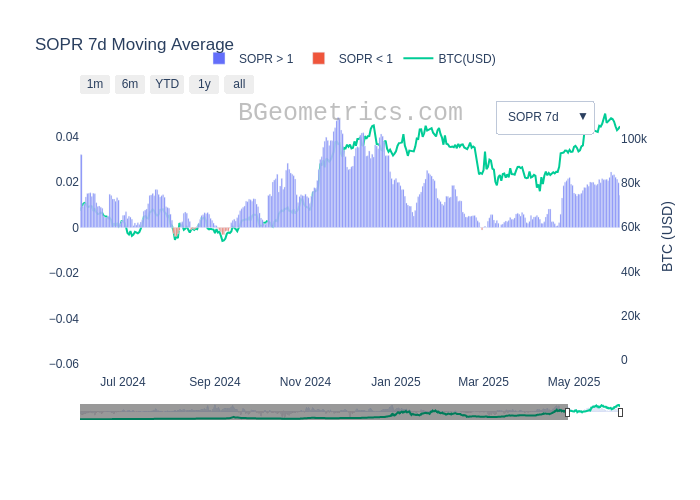 SOPR 7d Moving Average
SOPR > 1
SOPR < 1
BTC(USD)
1m
6m
YTD
1y
all
BGeometrics.com
SOPR 7d ▼
0.04
0.02
0
−0.02
−0.04
−0.06
100k
80k
60k
40k
20k
0
BTC (USD)
Jul 2024
Sep 2024
Nov 2024
Jan 2025
Mar 2025
May 2025